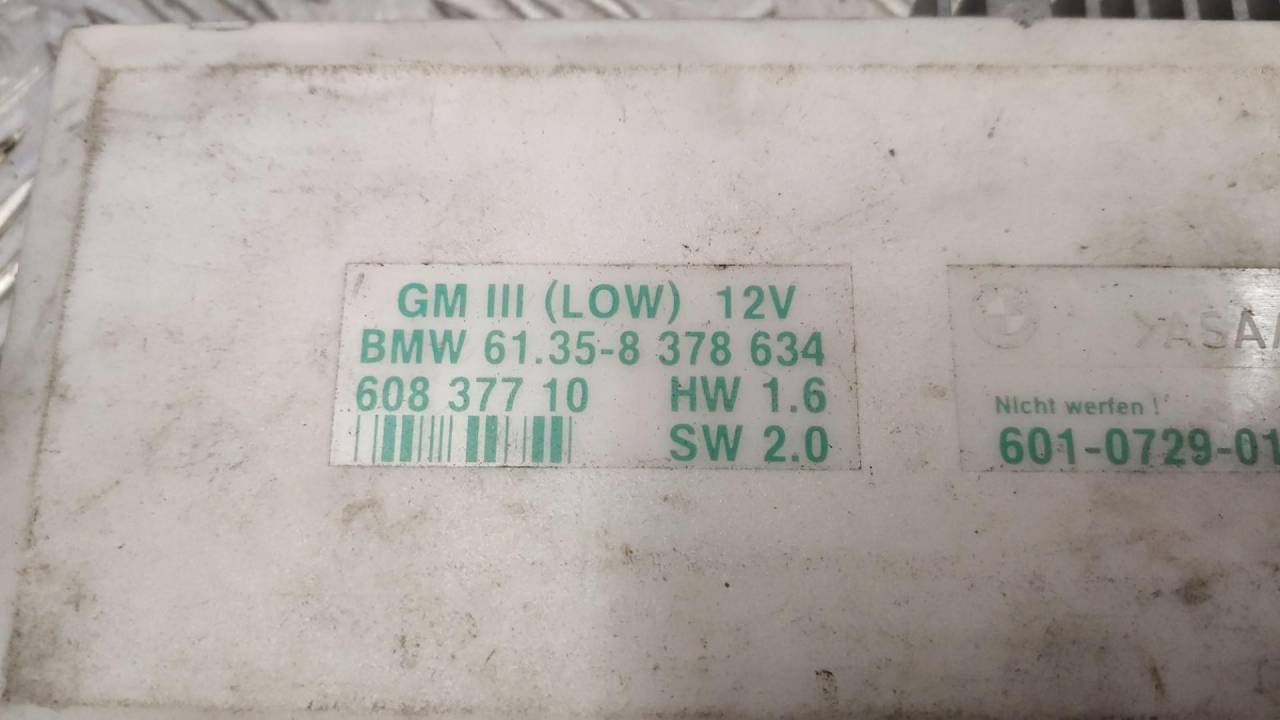 GM III (LOW) 12V
BMW 61.35-8 378 634
608 377 10 HW 1.6
SW 2.0
>ASA
Nicht werfen !
601-0729-01